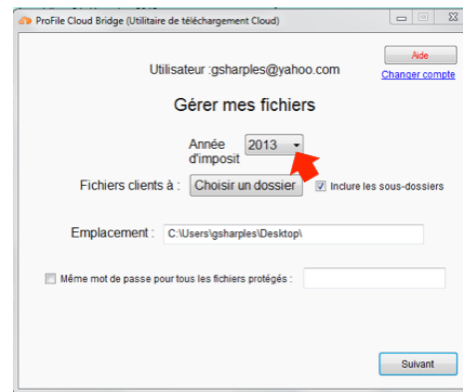 ProFile Cloud Bridge (Utilitaire de téléchargement Cloud)
Aide
Utilisateur :gsharples@yahoo.com
Changer compte
Gérer mes fichiers
Année d'imposit
2013
Fichiers clients à :
Choisir un dossier
Inclure les sous-dossiers
Emplacement :
C:\Users\gsharples\Desktop\
Même mot de passe pour tous les fichiers protégés :
Suivant